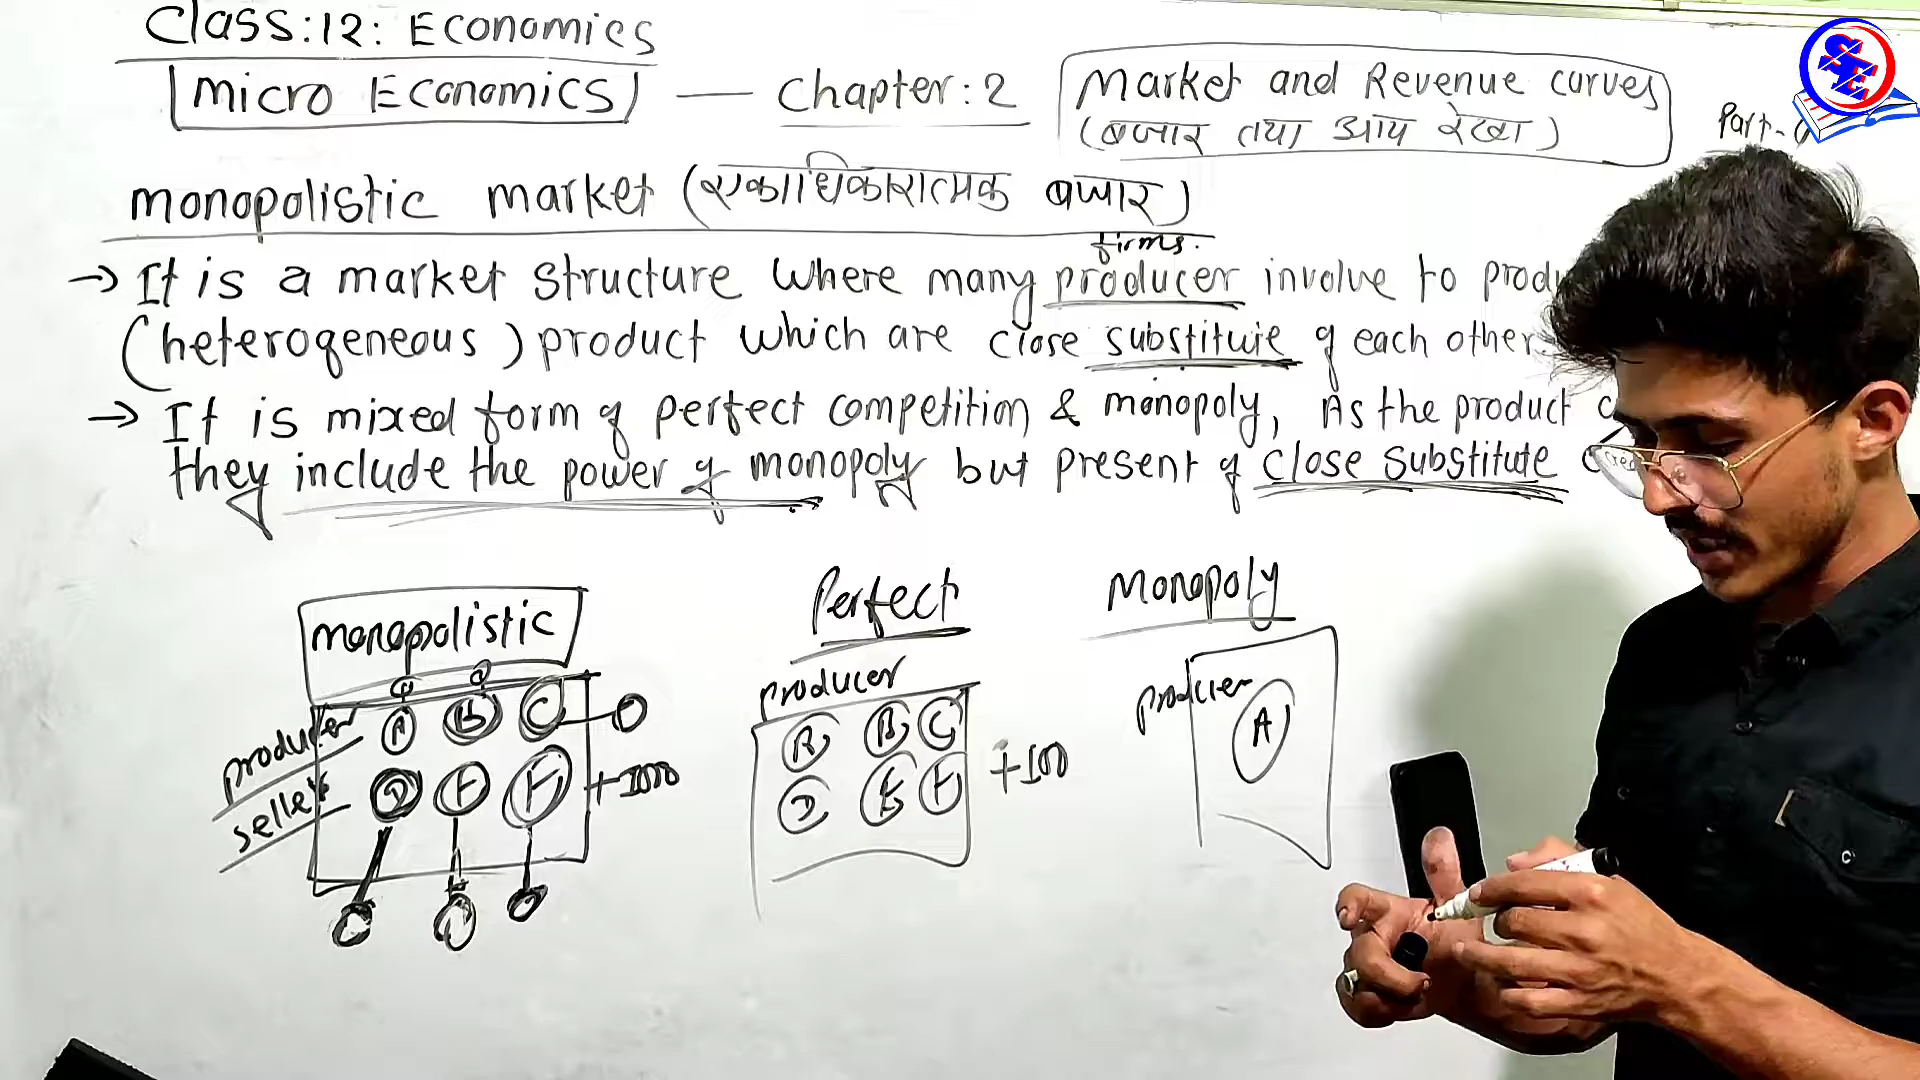 Class:12: Economics
Micro Economics — Chapter:2 Market and Revenue curves
(बजार तथा आय रेखा) Part-
monopolistic market (एकाधिकारात्मक बजार)
firms.
→ It is a market structure where many producer involve to
(heterogeneous) product which are close substitute of each other.
→ It is mixed form of perfect competition & monopoly, As the product
they include the power of monopoly but present of close substitute
monopolistic Perfect Monopoly
producer A B C
seller D E F +1000
producer A B C
D E F +100
producer A